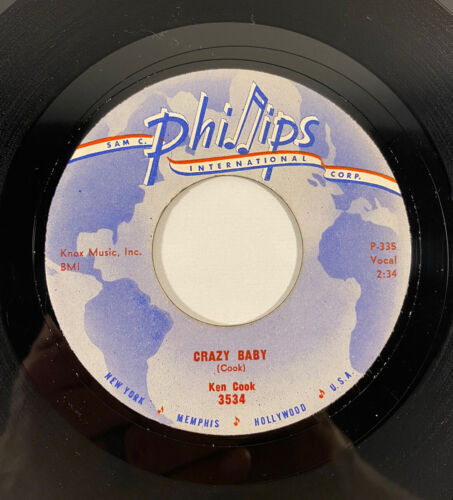 SAM C. Phillips
INTERNATIONAL CORP.
Knox Music, Inc.
BMI
P-335
Vocal
2:34
CRAZY BABY
(Cook)
Ken Cook
3534
NEW YORK ♪ MEMPHIS ♪ HOLLYWOOD ♪ U.S.A.